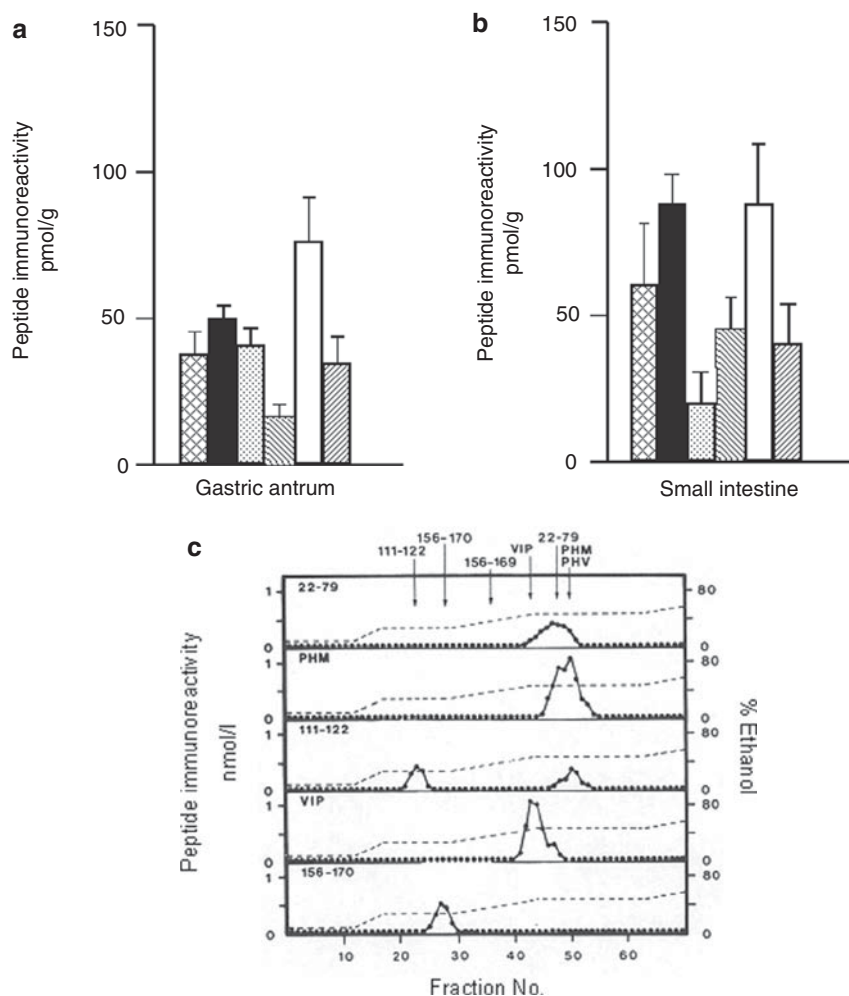 a
150
100
50
0
Peptide immunoreactivity
pmol/g
Gastric antrum
b
150
100
50
0
Peptide immunoreactivity
pmol/g
Small intestine
c
111-122
156-170
156-169
VIP
22-79
PHM
PHV
22-79
1
0
80
0
PHM
1
0
80
0
111-122
1
0
80
0
VIP
1
0
80
0
156-170
1
0
80
0
10 20 30 40 50 60
Peptide immunoreactivity
nmol/l
% Ethanol
Fraction No.